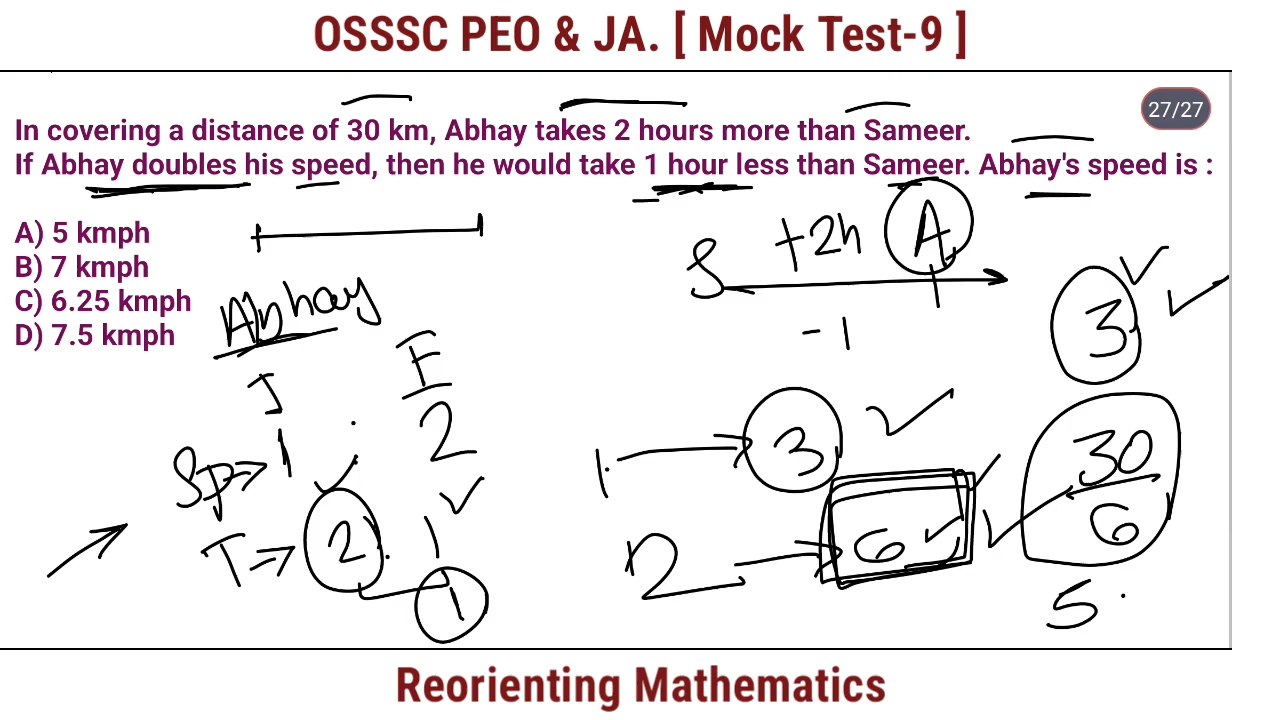 OSSSC PEO & JA. [ Mock Test-9 ]
27/27
In covering a distance of 30 km, Abhay takes 2 hours more than Sameer.
If Abhay doubles his speed, then he would take 1 hour less than Sameer. Abhay's speed is :
A) 5 kmph
B) 7 kmph
C) 6.25 kmph
D) 7.5 kmph
S +2h A
-1
3
Abhay
I F
Sp⇒ 1 2
T⇒ 2 1
1
1 → 3
2 → 6
30
6
5
Reorienting Mathematics